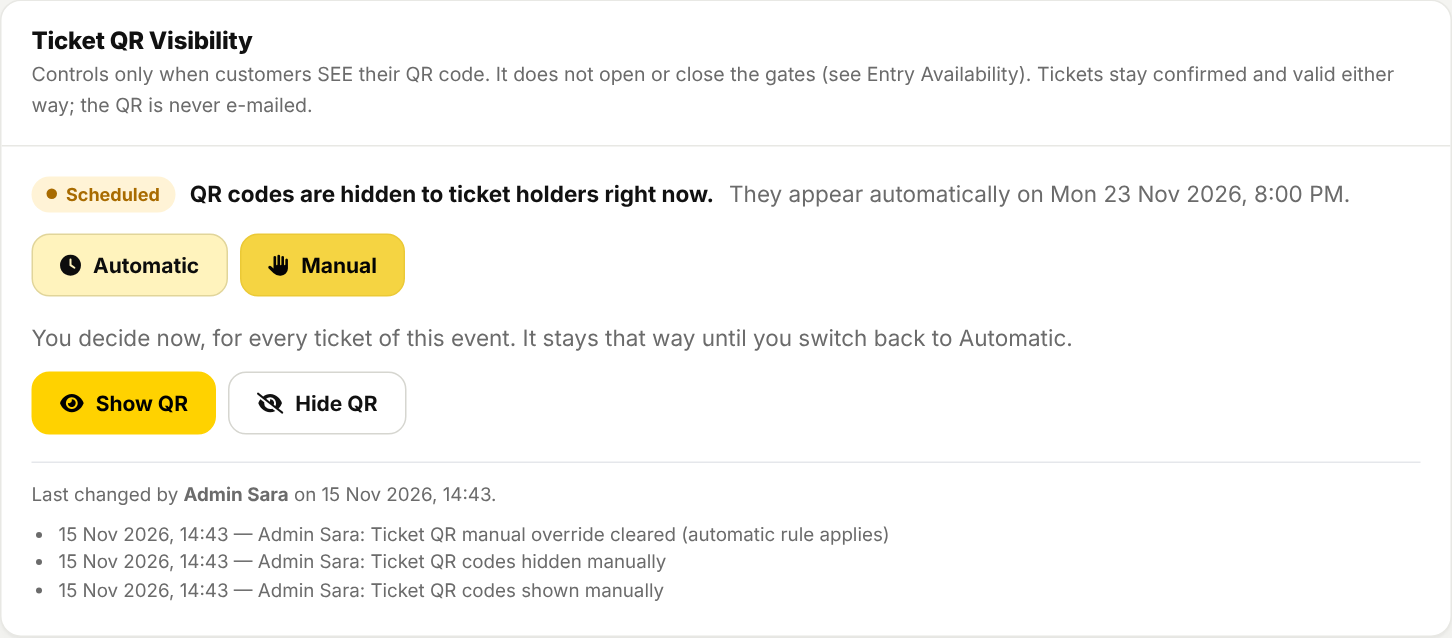 Ticket QR Visibility
Controls only when customers SEE their QR code. It does not open or close the gates (see Entry Availability). Tickets stay confirmed and valid either
way; the QR is never e-mailed.
Scheduled QR codes are hidden to ticket holders right now. They appear automatically on Mon 23 Nov 2026, 8:00 PM.
Automatic Manual
You decide now, for every ticket of this event. It stays that way until you switch back to Automatic.
Show QR Hide QR
Last changed by Admin Sara on 15 Nov 2026, 14:43.
• 15 Nov 2026, 14:43 — Admin Sara: Ticket QR manual override cleared (automatic rule applies)
• 15 Nov 2026, 14:43 — Admin Sara: Ticket QR codes hidden manually
• 15 Nov 2026, 14:43 — Admin Sara: Ticket QR codes shown manually